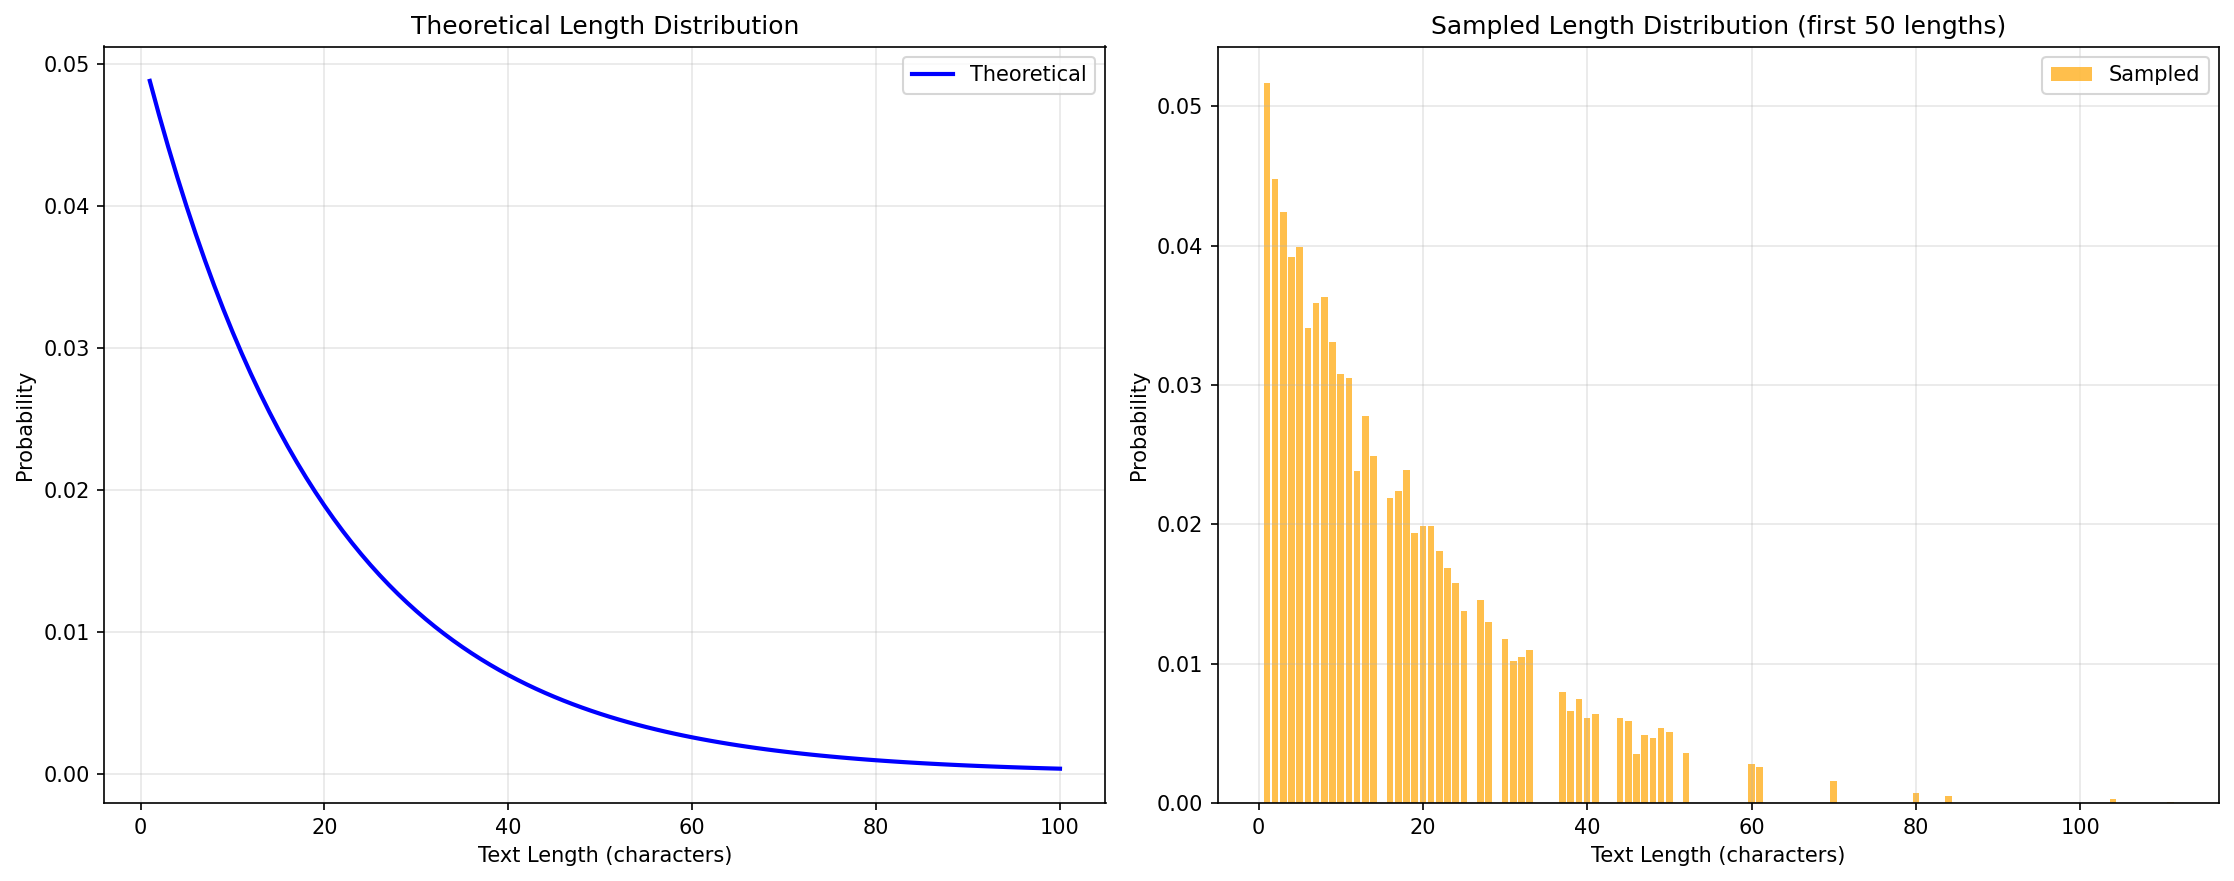 Theoretical Length Distribution
Theoretical
0.05
0.04
0.03
0.02
0.01
0.00
Probability
0 20 40 60 80 100
Text Length (characters)
Sampled Length Distribution (first 50 lengths)
Sampled
0.05
0.04
0.03
0.02
0.01
0.00
Probability
0 20 40 60 80 100
Text Length (characters)